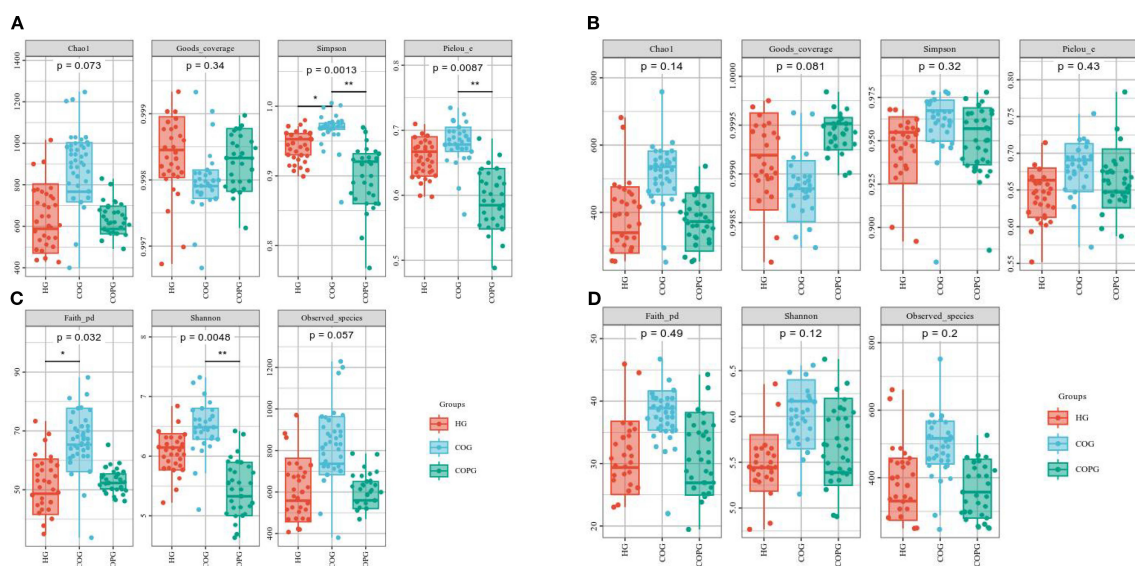 A
Chao1 Goods_coverage Simpson Pielou_e
p = 0.073 p = 0.34 p = 0.0013 p = 0.0087
* ** **
1400 1200 1000 800 600 400
0.999 0.998 0.997
1.0 0.9 0.8
0.8 0.7 0.6 0.5
HG COG COPG HG COG COPG HG COG COPG HG COG COPG
B
Chao1 Goods_coverage Simpson Pielou_e
p = 0.14 p = 0.081 p = 0.32 p = 0.43
800 600 400
1.0000 0.9995 0.9990 0.9985
0.975 0.950 0.925 0.900
0.80 0.75 0.70 0.65 0.60 0.55
HG COG COPG HG COG COPG HG COG COPG HG COG COPG
C
Faith_pd Shannon Observed_species
p = 0.032 p = 0.0048 p = 0.057
* **
90 70 50
8 7 6 5
1200 1000 800 600 400
HG COG COPG HG COG COPG HG COG COPG
D
Faith_pd Shannon Observed_species
p = 0.49 p = 0.12 p = 0.2
50 40 30 20
6.5 6.0 5.5 5.0
800 600 400
HG COG COPG HG COG COPG HG COG COPG
Groups
HG
COG
COPG